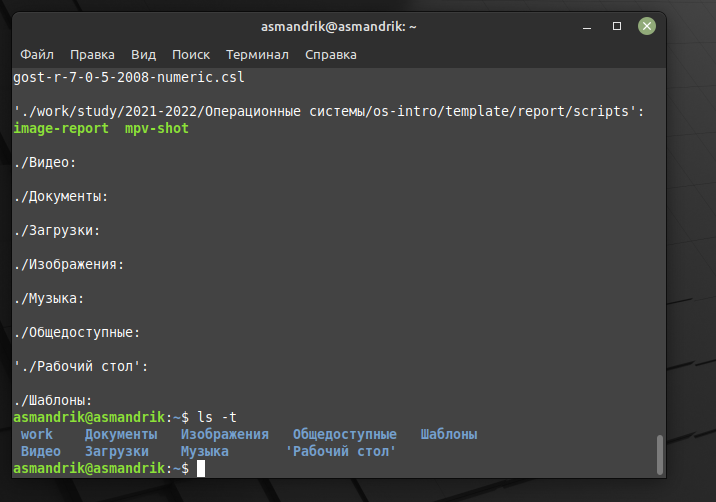 asmandrik@asmandrik: ~
Файл Правка Вид Поиск Терминал Справка
gost-r-7-0-5-2008-numeric.csl
'./work/study/2021-2022/Операционные системы/os-intro/template/report/scripts':
image-report  mpv-shot
./Видео:
./Документы:
./Загрузки:
./Изображения:
./Музыка:
./Общедоступные:
'./Рабочий стол':
./Шаблоны:
asmandrik@asmandrik:~$ ls -t
work    Документы   Изображения   Общедоступные   Шаблоны
Видео   Загрузки    Музыка       'Рабочий стол'
asmandrik@asmandrik:~$